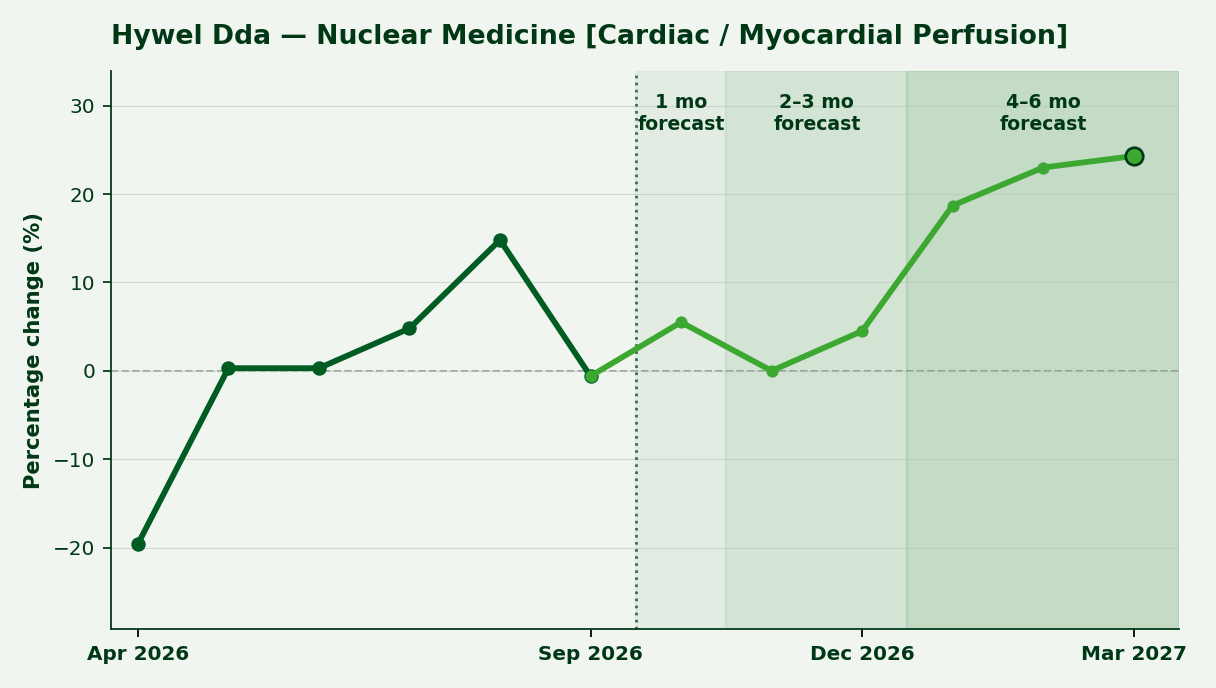 Hywel Dda — Nuclear Medicine [Cardiac / Myocardial Perfusion]
1 mo
forecast
2–3 mo
forecast
4–6 mo
forecast
Percentage change (%)
30
20
10
0
−10
−20
Apr 2026
Sep 2026
Dec 2026
Mar 2027